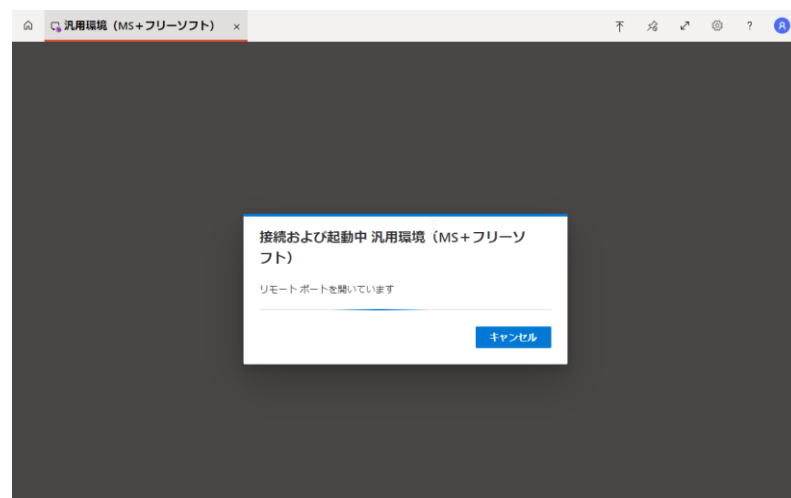 汎用環境（MS+フリーソフト） ×
?
A
接続および起動中 汎用環境（MS+フリーソ
フト）
リモート ポートを開いています
キャンセル